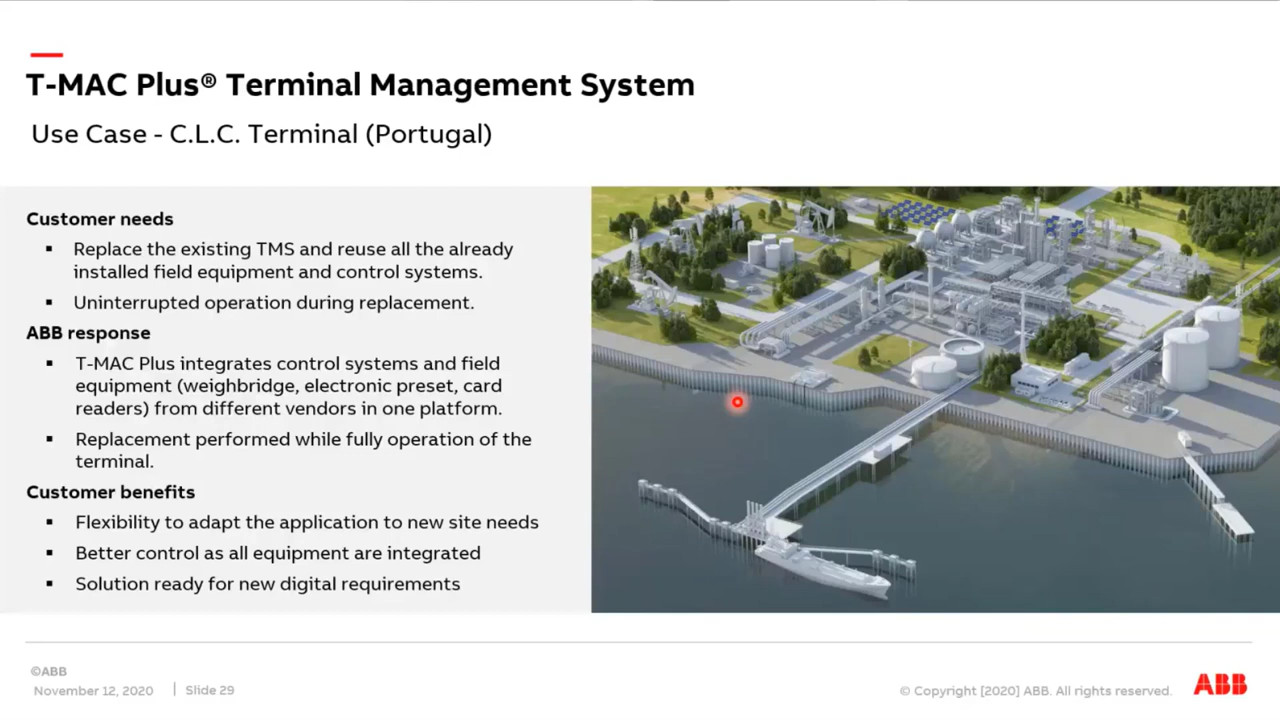 T-MAC Plus® Terminal Management System
Use Case - C.L.C. Terminal (Portugal)
Customer needs
▪ Replace the existing TMS and reuse all the already
installed field equipment and control systems.
▪ Uninterrupted operation during replacement.
ABB response
▪ T-MAC Plus integrates control systems and field
equipment (weighbridge, electronic preset, card
readers) from different vendors in one platform.
▪ Replacement performed while fully operation of the
terminal.
Customer benefits
▪ Flexibility to adapt the application to new site needs
▪ Better control as all equipment are integrated
▪ Solution ready for new digital requirements
©ABB
November 12, 2020 | Slide 29
© Copyright [2020] ABB. All rights reserved.
ABB